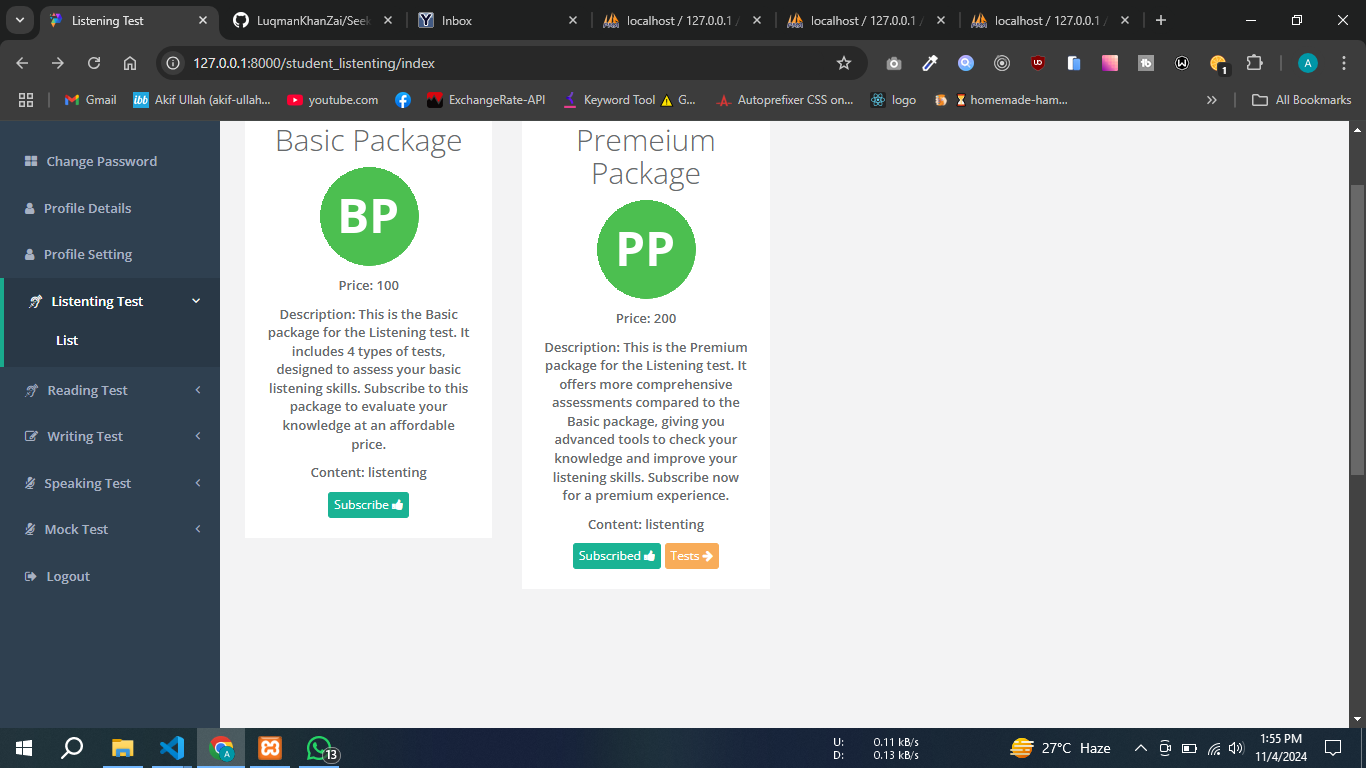 Listening Test
LuqmanKhanZai/Seek
Inbox
localhost / 127.0.0.1 /
localhost / 127.0.0.1 /
localhost / 127.0.0.1 /
127.0.0.1:8000/student_listenting/index
UD
tb
1
A
Gmail
ibb
Akif Ullah (akif-ullah...
youtube.com
ExchangeRate-API
Keyword Tool
G...
Autoprefixer CSS on...
logo
homemade-ham...
All Bookmarks
Change Password
Profile Details
Profile Setting
Listenting Test
List
Reading Test
Writing Test
Speaking Test
Mock Test
Logout
Basic Package
BP
Price: 100
Description: This is the Basic
package for the Listening test. It
includes 4 types of tests,
designed to assess your basic
listening skills. Subscribe to this
package to evaluate your
knowledge at an affordable
price.
Content: listenting
Subscribe
Premeium
Package
PP
Price: 200
Description: This is the Premium
package for the Listening test. It
offers more comprehensive
assessments compared to the
Basic package, giving you
advanced tools to check your
knowledge and improve your
listening skills. Subscribe now
for a premium experience.
Content: listenting
Subscribed
Tests
A
13
U: 0.11 kB/s
D: 0.13 kB/s
27°C Haze
1:55 PM
11/4/2024